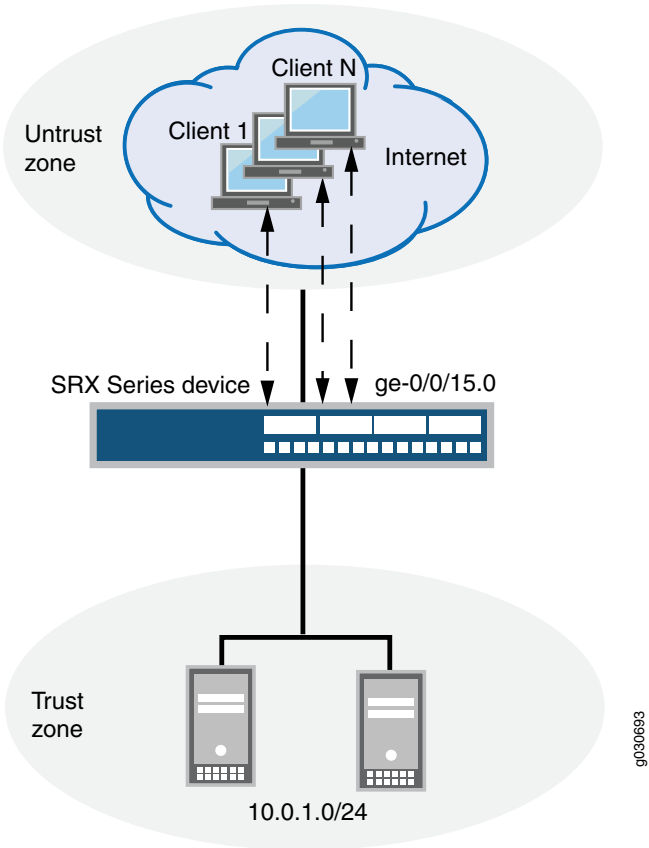 Client N
Client 1
Untrust
zone
Internet
SRX Series device
ge-0/0/15.0
Trust
zone
10.0.1.0/24
g030693